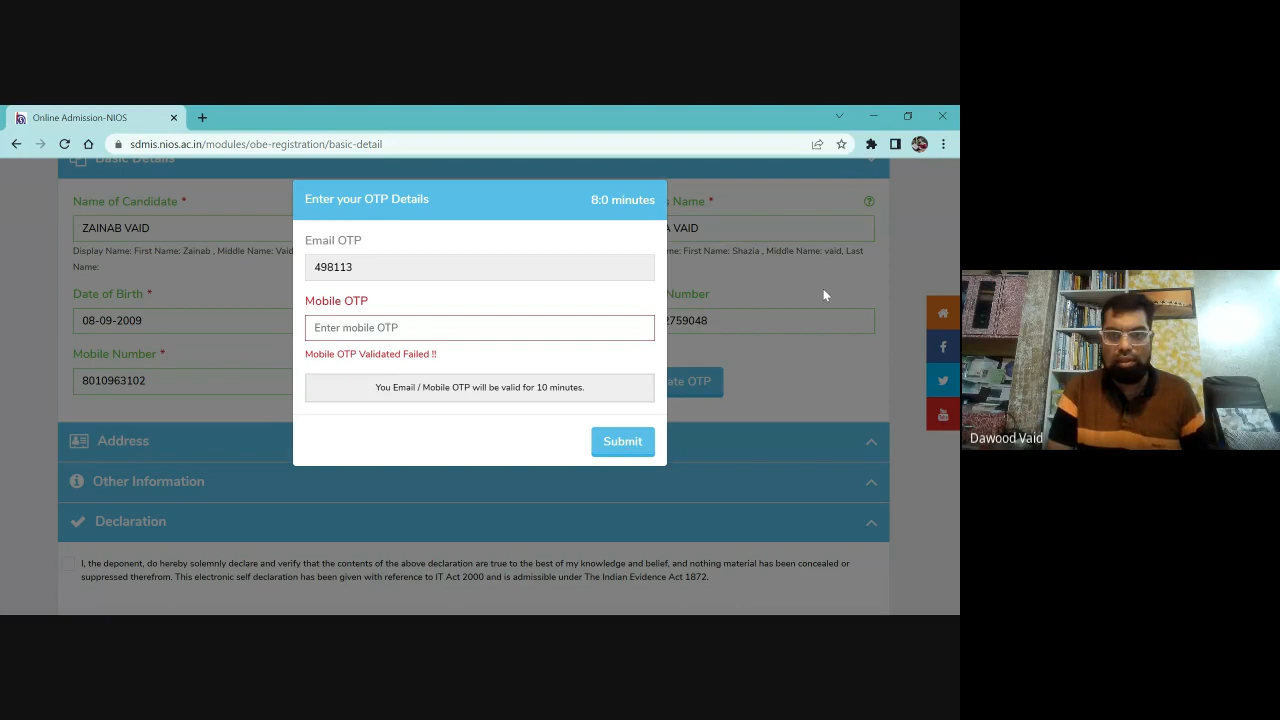 Online Admission-NIOS
sdmis.nios.ac.in/modules/obe-registration/basic-detail
Basic Details
Name of Candidate *
s Name *
ZAINAB VAID
A VAID
Display Name: First Name: Zainab , Middle Name: Vaid
e: First Name: Shazia , Middle Name: vaid, Last
Name:
Date of Birth *
Number
08-09-2009
2759048
Mobile Number *
8010963102
ate OTP
Enter your OTP Details
8:0 minutes
Email OTP
498113
Mobile OTP
Enter mobile OTP
Mobile OTP Validated Failed !!
You Email / Mobile OTP will be valid for 10 minutes.
Submit
Address
Other Information
Declaration
I, the deponent, do hereby solemnly declare and verify that the contents of the above declaration are true to the best of my knowledge and belief, and nothing material has been concealed or
suppressed therefrom. This electronic self declaration has been given with reference to IT Act 2000 and is admissible under The Indian Evidence Act 1872.
Dawood Vaid